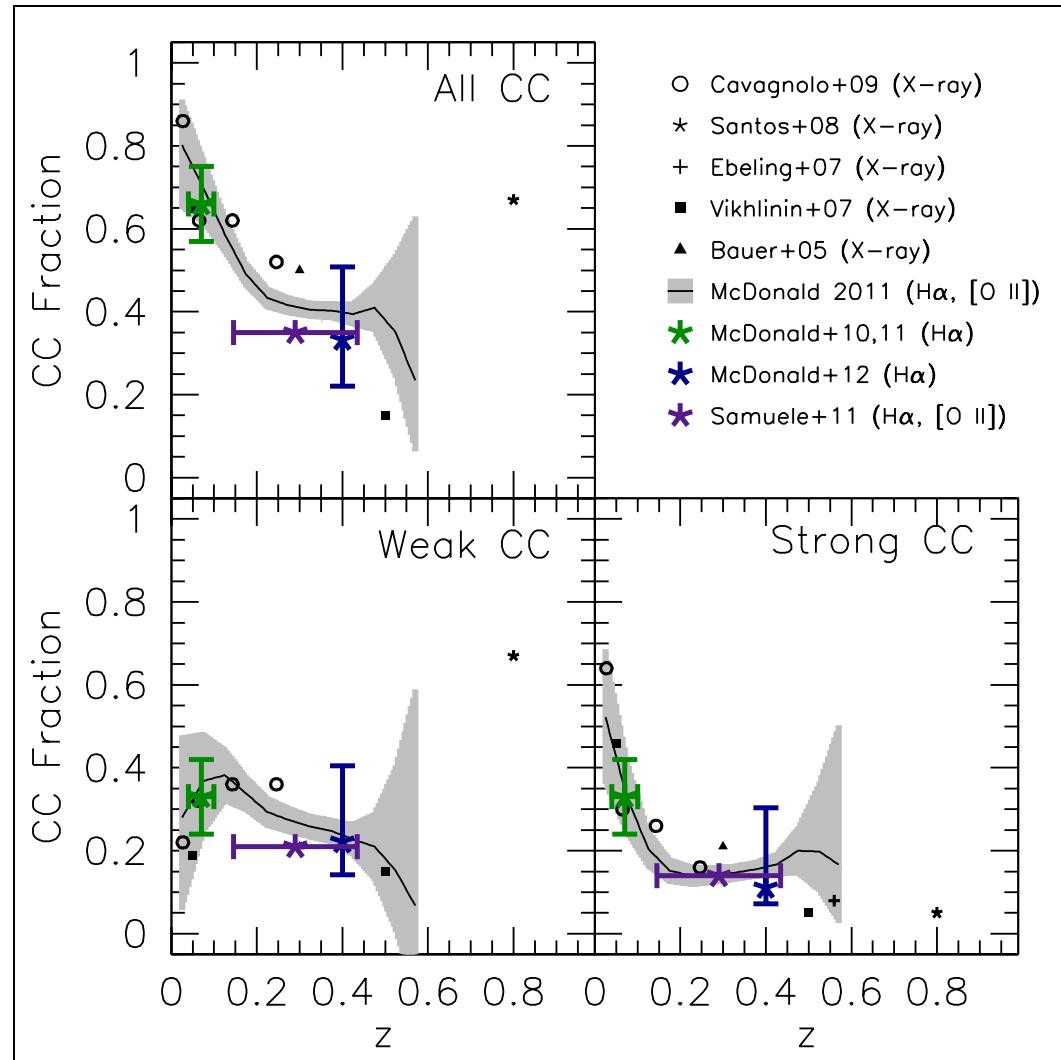 All CC
1
0.8
0.6
0.4
0.2
0
CC Fraction
Cavagnolo+09 (X-ray)
Santos+08 (X-ray)
Ebeling+07 (X-ray)
Vikhlinin+07 (X-ray)
Bauer+05 (X-ray)
McDonald 2011 (Hα, [O II])
McDonald+10,11 (Hα)
McDonald+12 (Hα)
Samuele+11 (Hα, [O II])
Weak CC
1
0.8
0.6
0.4
0.2
0
CC Fraction
0 0.2 0.4 0.6 0.8
z
Strong CC
0 0.2 0.4 0.6 0.8
z